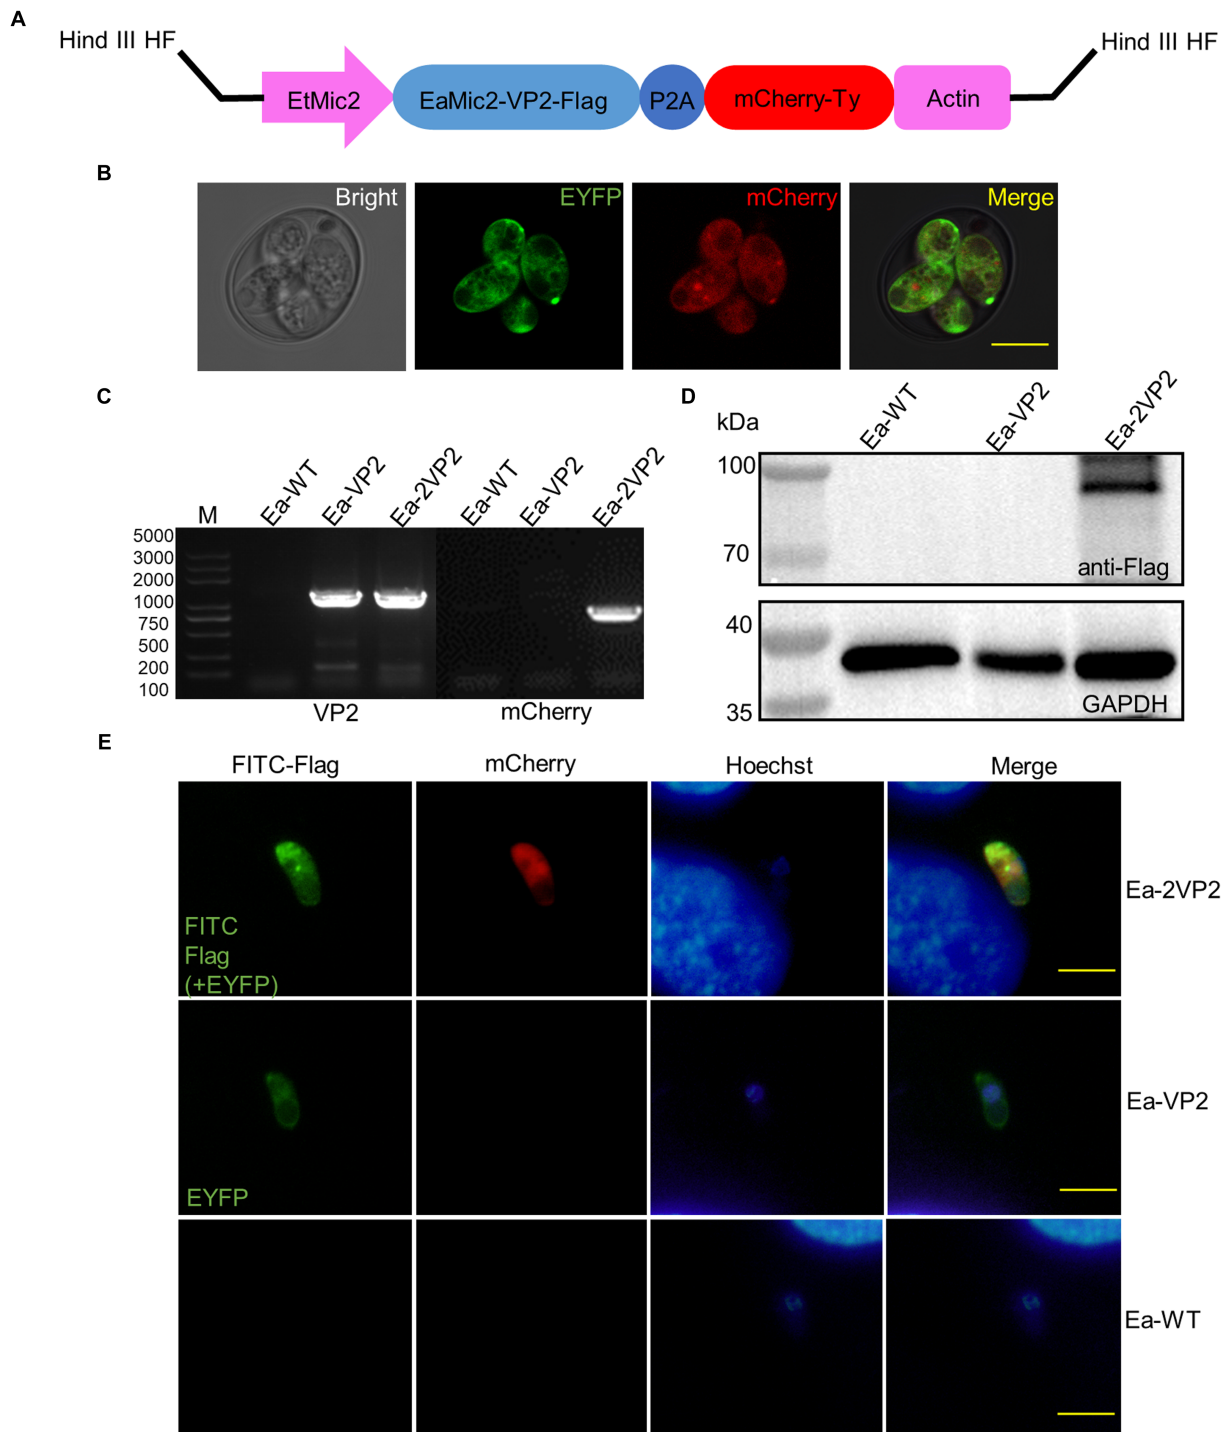 A
Hind III HF
EtMic2
EaMic2-VP2-Flag
P2A
mCherry-Ty
Actin
Hind III HF
B
Bright
EYFP
mCherry
Merge
C
M
Ea-WT
Ea-VP2
Ea-2VP2
Ea-WT
Ea-VP2
Ea-2VP2
5000
3000
2000
1000
750
500
200
100
VP2
mCherry
D
kDa
Ea-WT
Ea-VP2
Ea-2VP2
100
70
anti-Flag
40
35
GAPDH
E
FITC-Flag
mCherry
Hoechst
Merge
FITC
Flag
(+EYFP)
Ea-2VP2
EYFP
Ea-VP2
Ea-WT